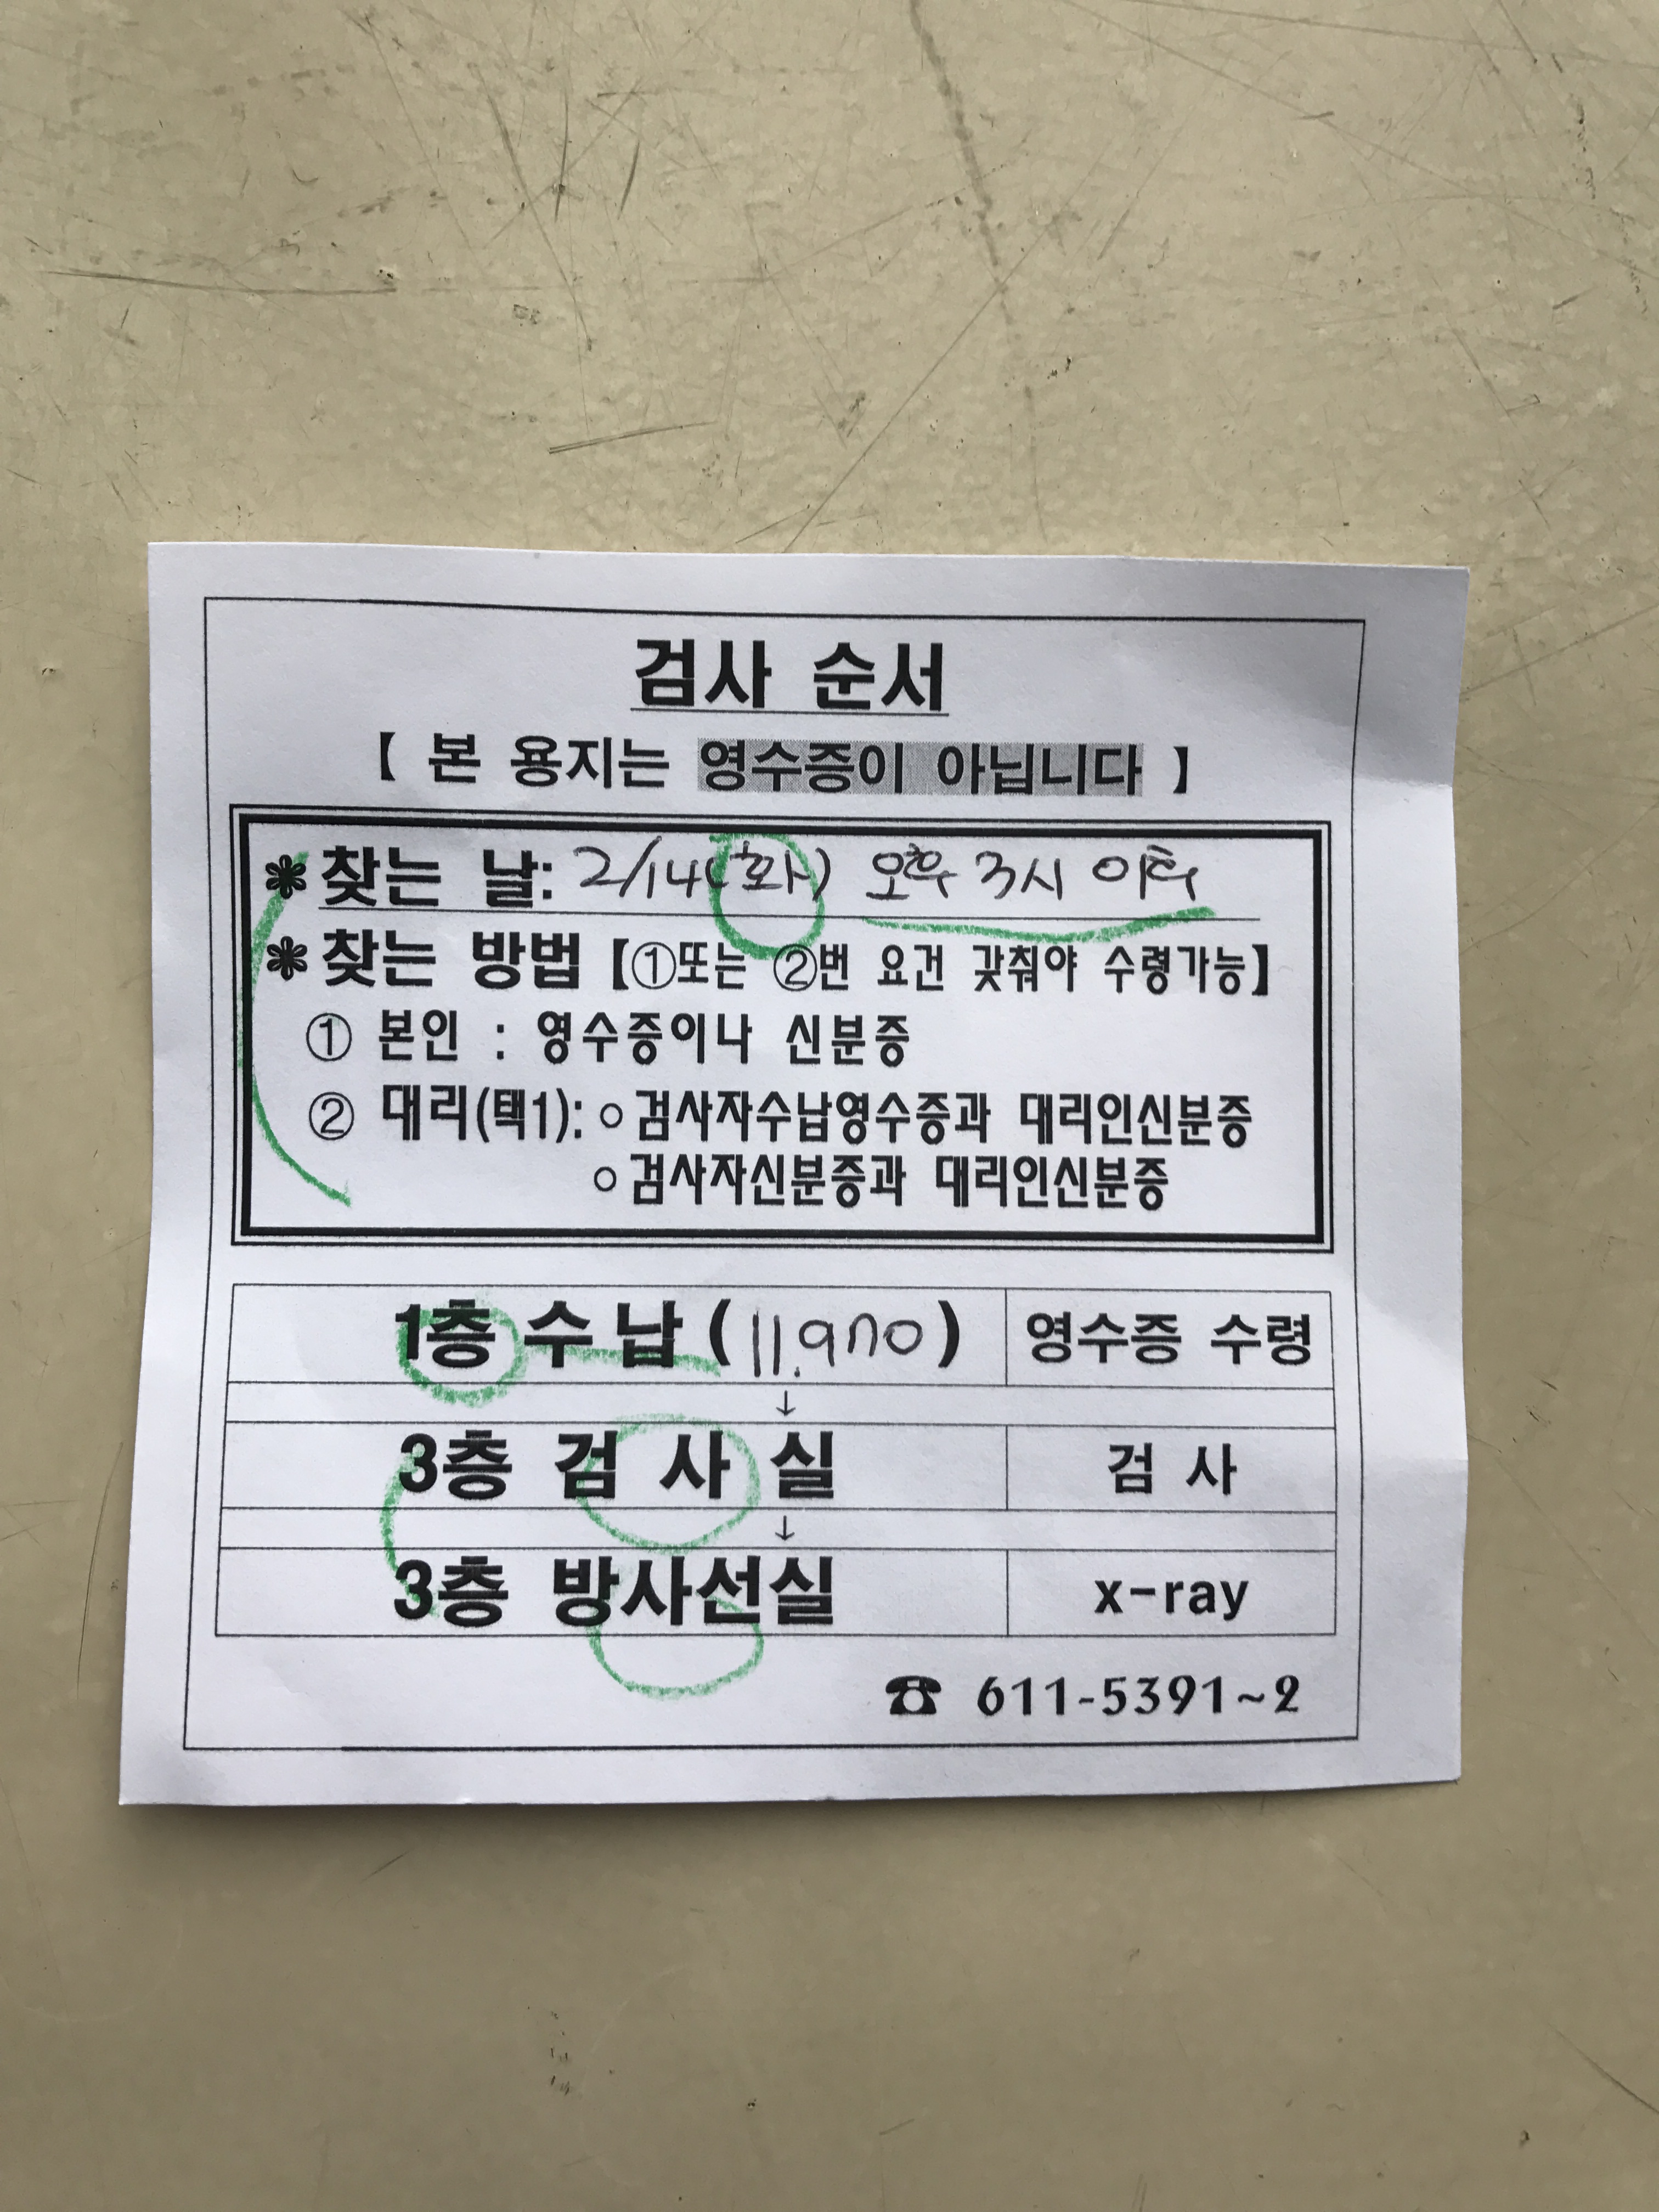 검사 순서
【 본 용지는 영수증이 아닙니다 】
❃ 찾는 날: 2/14(화) 오후 3시 이후
❃ 찾는 방법【①또는 ②번 요건 갖춰야 수령가능】
① 본인 : 영수증이나 신분증
② 대리(택1): ○검사자수납영수증과 대리인신분증
○검사자신분증과 대리인신분증
1층 수 납 (11.970) 영수증 수령
↓
3층 검 사 실 검 사
↓
3층 방사선실 x-ray
☎ 611-5391~2